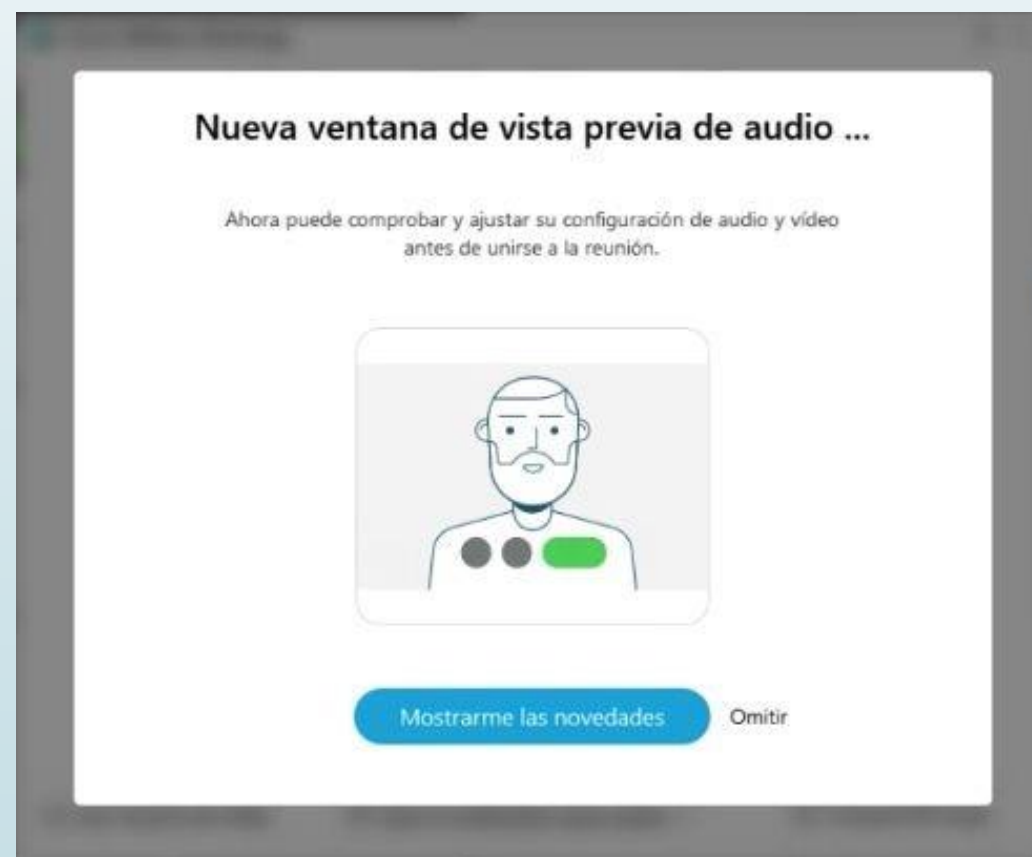 Nueva ventana de vista previa de audio ...
Ahora puede comprobar y ajustar su configuración de audio y vídeo
antes de unirse a la reunión.
Mostrarme las novedades
Omitir